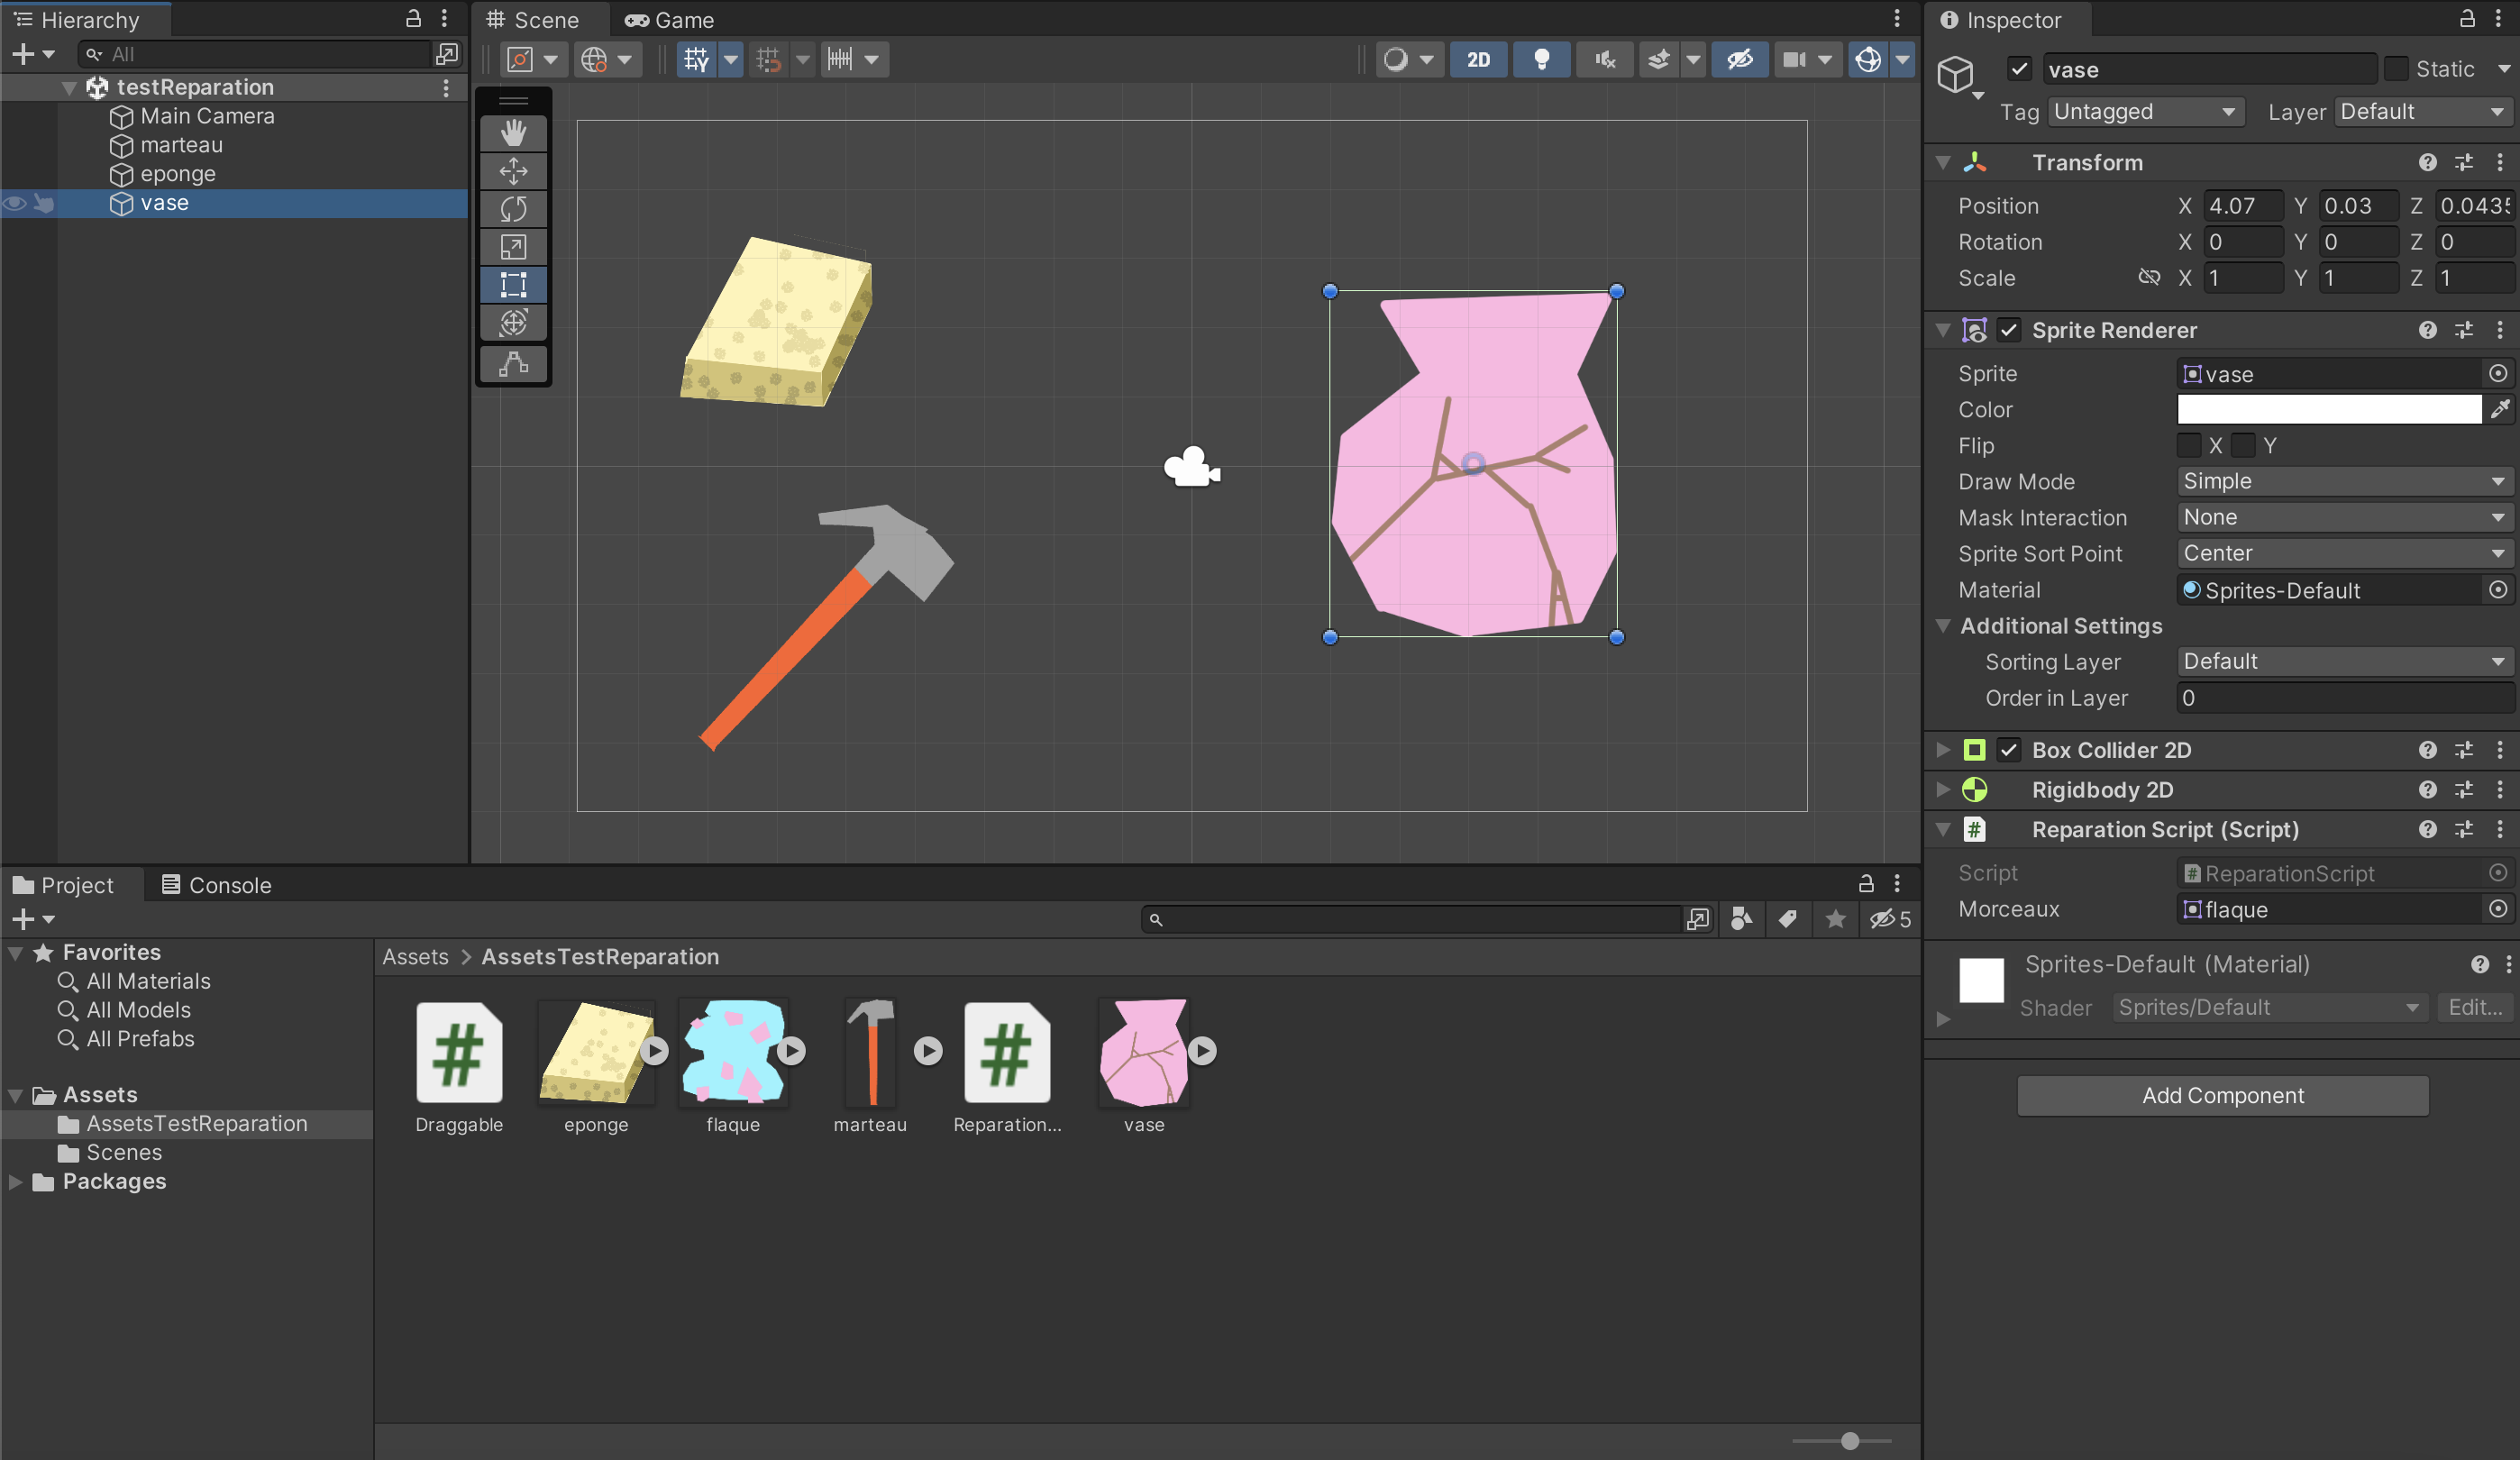 Hierarchy
All
testReparation
Main Camera
marteau
eponge
vase
Scene
Game
2D
Inspector
vase
Static
Tag Untagged Layer Default
Transform
Position X 4.07 Y 0.03 Z 0.0435
Rotation X 0 Y 0 Z 0
Scale X 1 Y 1 Z 1
Sprite Renderer
Sprite vase
Color
Flip X Y
Draw Mode Simple
Mask Interaction None
Sprite Sort Point Center
Material Sprites-Default
Additional Settings
Sorting Layer Default
Order in Layer 0
Box Collider 2D
Rigidbody 2D
Reparation Script (Script)
Script ReparationScript
Morceaux flaque
Sprites-Default (Material)
Shader Sprites/Default Edit...
Add Component
Project
Console
5
Favorites
All Materials
All Models
All Prefabs
Assets
AssetsTestReparation
Scenes
Packages
Assets > AssetsTestReparation
Draggable eponge flaque marteau Reparation... vase